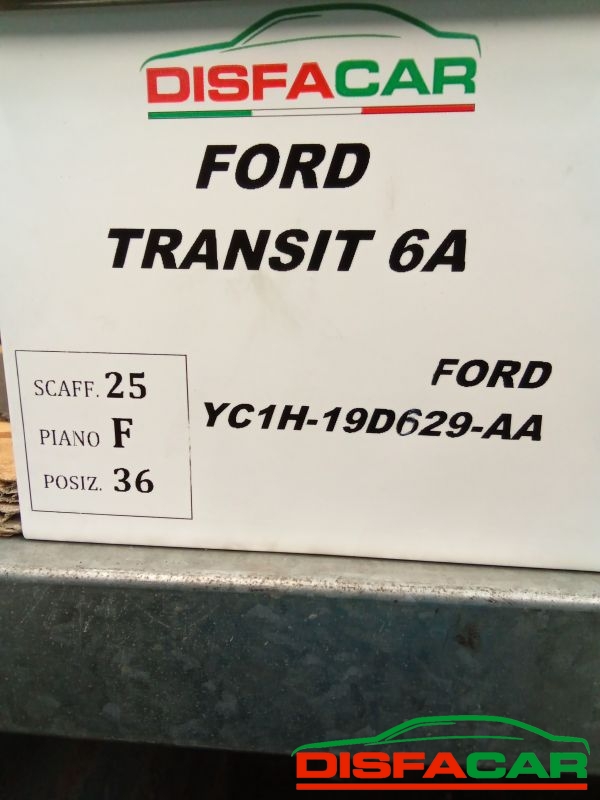 DISFACAR
FORD
TRANSIT 6A
FORD
YC1H-19D629-AA
SCAFF. 25
PIANO F
POSIZ. 36
DISFACAR